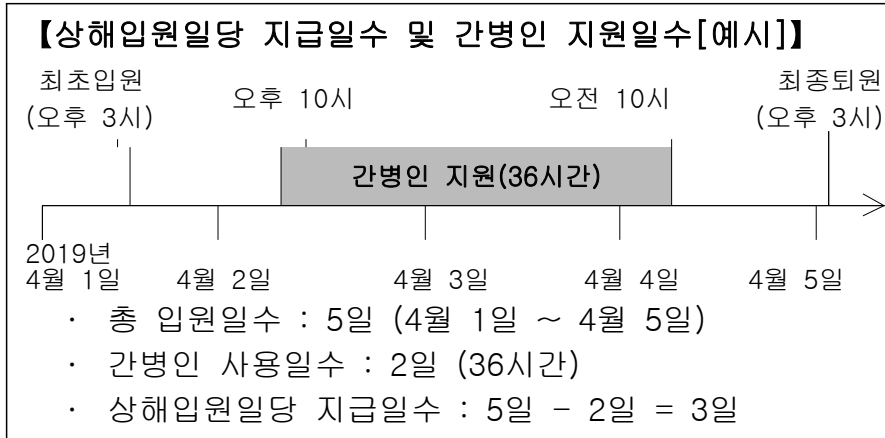 【상해입원일당 지급일수 및 간병인 지원일수[예시]】
최초입원 오후 10시 오전 10시 최종퇴원
(오후 3시) (오후 3시)
간병인 지원(36시간)
2019년
4월 1일 4월 2일 4월 3일 4월 4일 4월 5일
· 총 입원일수 : 5일 (4월 1일 ~ 4월 5일)
· 간병인 사용일수 : 2일 (36시간)
· 상해입원일당 지급일수 : 5일 - 2일 = 3일